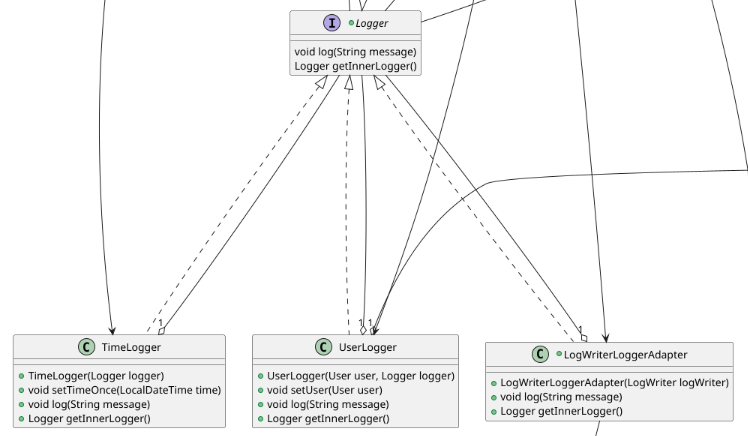 I Logger
void log(String message)
Logger getInnerLogger()
1
1
1
1
C TimeLogger
TimeLogger(Logger logger)
void setTimeOnce(LocalDateTime time)
void log(String message)
Logger getInnerLogger()
C UserLogger
UserLogger(User user, Logger logger)
void setUser(User user)
void log(String message)
Logger getInnerLogger()
C LogWriterLoggerAdapter
LogWriterLoggerAdapter(LogWriter logWriter)
void log(String message)
Logger getInnerLogger()